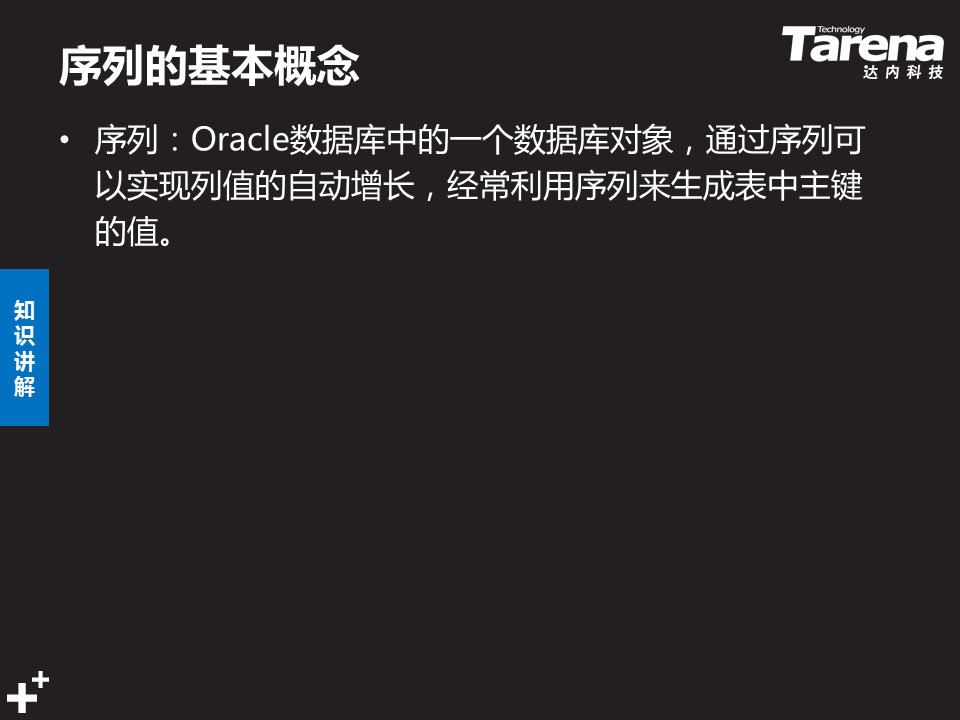 序列的基本概念
Technology
Tarena
达内科技
• 序列：Oracle数据库中的一个数据库对象，通过序列可
以实现列值的自动增长，经常利用序列来生成表中主键
的值。
知
识
讲
解